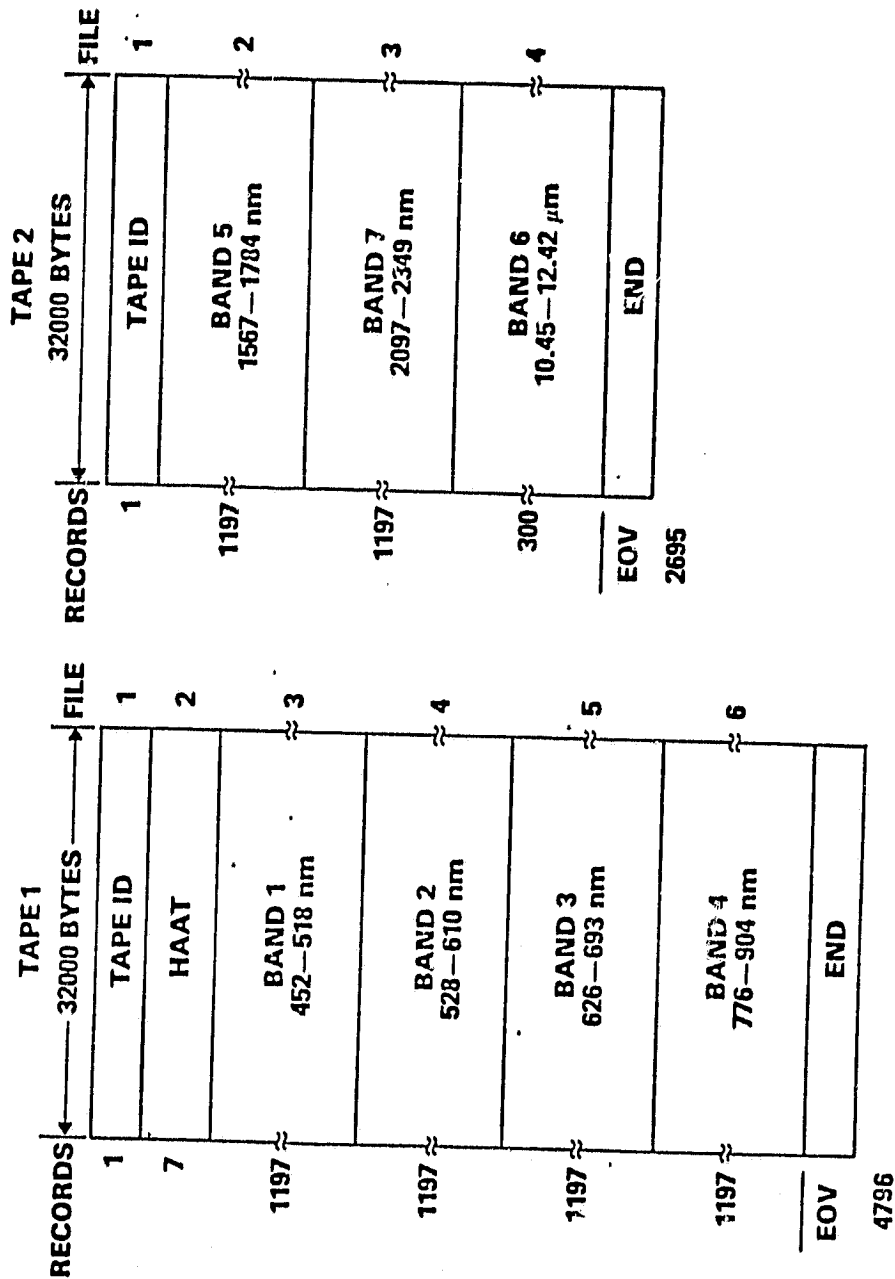 TAPE 1
RECORDS 32000 BYTES FILE
1 TAPE ID 1
7 HAAT 2
1197 BAND 1 3
452–518 nm
1197 BAND 2 4
528–610 nm
1197 BAND 3 5
626–693 nm
1197 BAND 4 6
776–904 nm
EOV END
4796
TAPE 2
RECORDS 32000 BYTES FILE
1 TAPE ID 1
1197 BAND 5 2
1567–1784 nm
1197 BAND 7 3
2097–2349 nm
300 BAND 6 4
10.45–12.42 μm
EOV END
2695